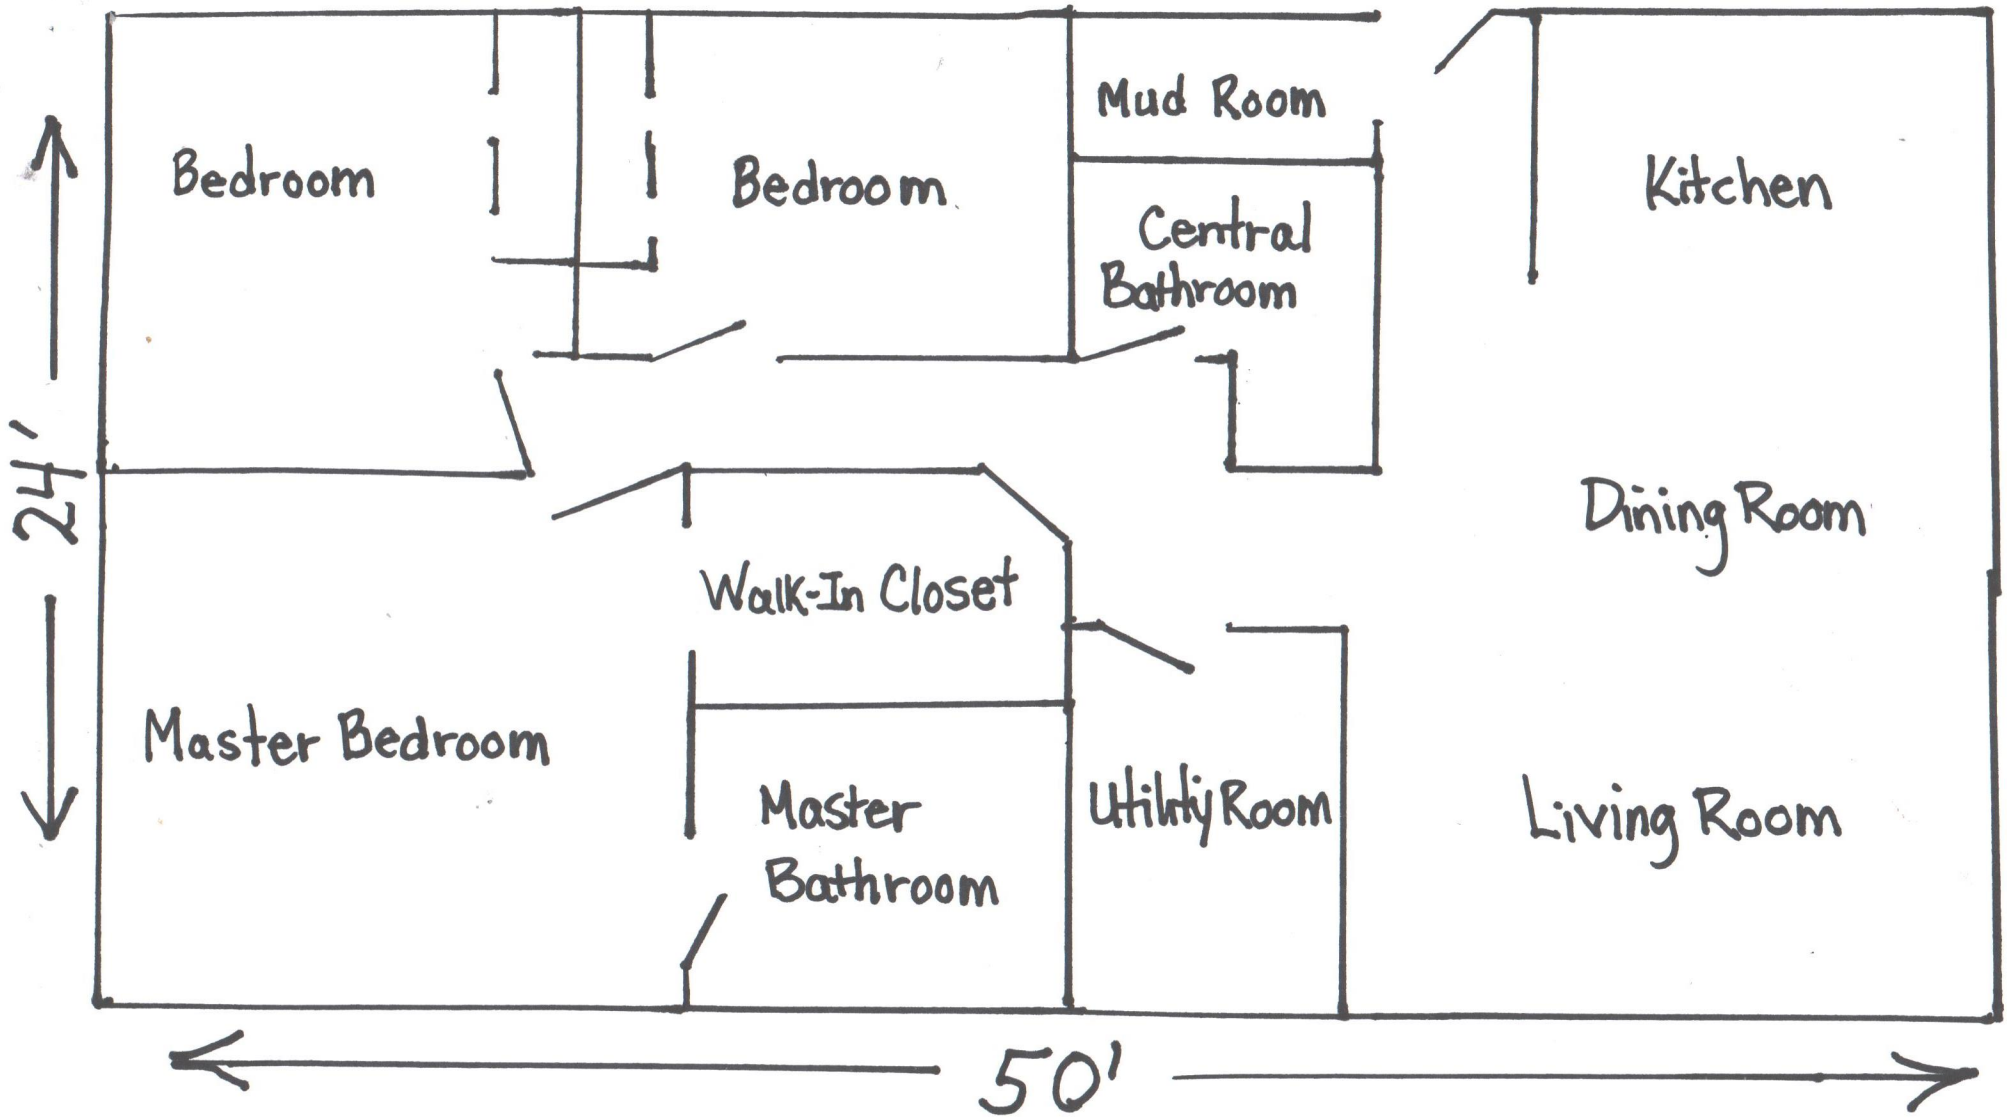 Mud Room
Bedroom
Bedroom
Kitchen
Central
Bathroom
24'
Dining Room
Walk-In Closet
Master Bedroom
Master
Bathroom
Utility Room
Living Room
50'